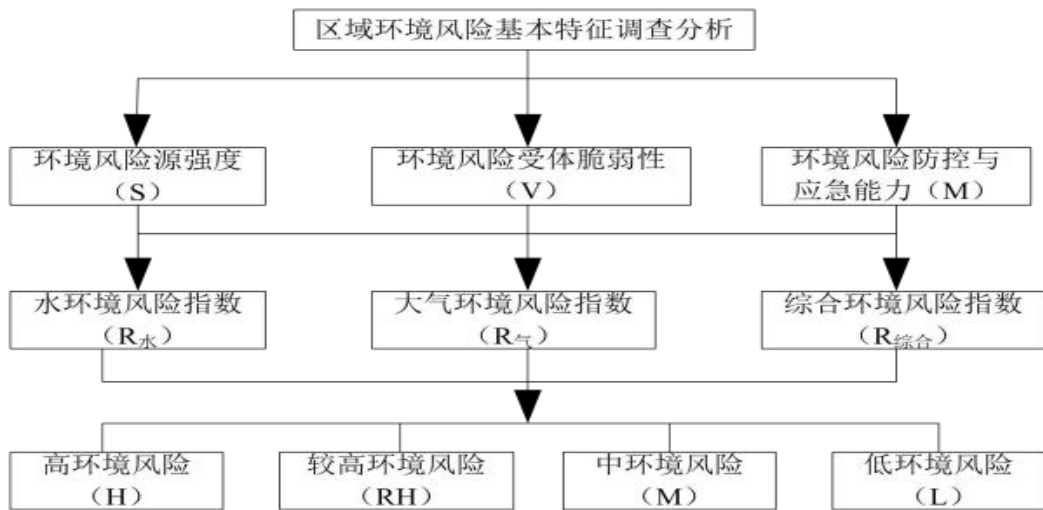 区域环境风险基本特征调查分析
环境风险源强度
（S）
环境风险受体脆弱性
（V）
环境风险防控与
应急能力（M）
水环境风险指数
（R水）
大气环境风险指数
（R气）
综合环境风险指数
（R综合）
高环境风险
（H）
较高环境风险
（RH）
中环境风险
（M）
低环境风险
（L）